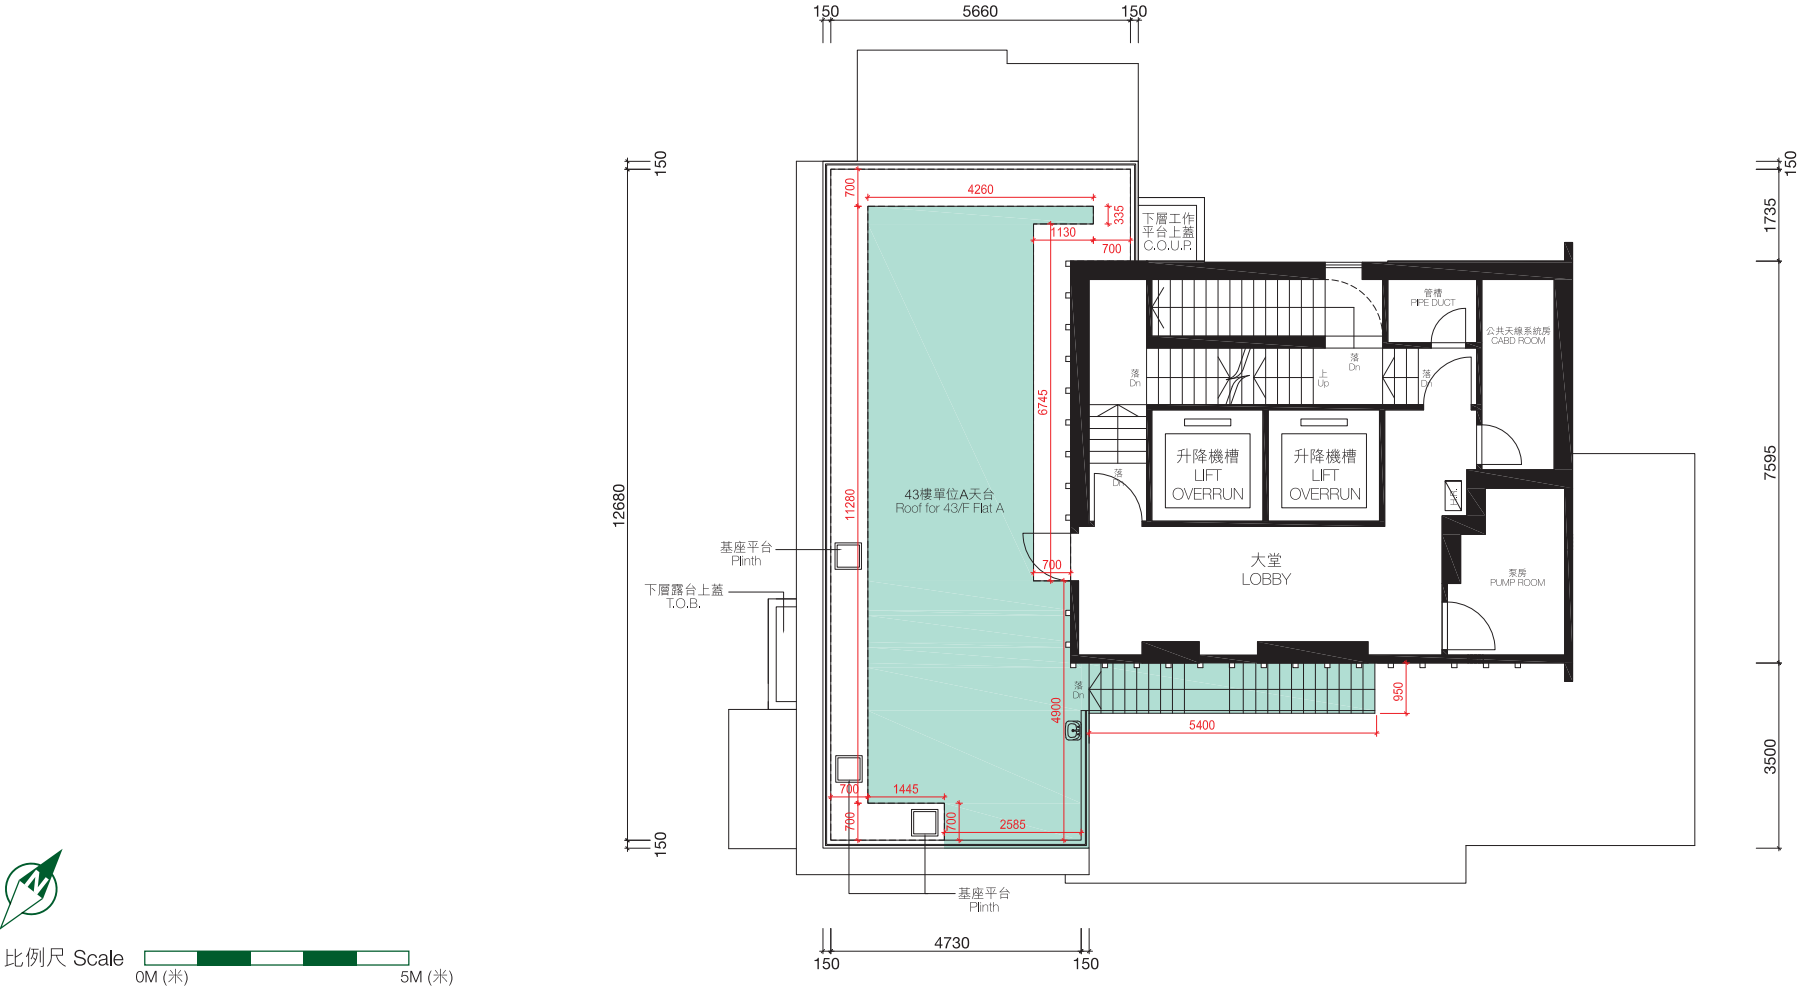 150
5660
150
150
150
700
4260
335
下層工作
平台上蓋
C.O.U.P.
1735
1130
700
管槽
PIPE DUCT
公共天線系統房
CABD ROOM
落
Dn
上
Up
落
Dn
落
Dn
6745
升降機槽
LIFT
OVERRUN
升降機槽
LIFT
OVERRUN
落
Dn
7595
12680
11280
43樓單位A天台
Roof for 43/F Flat A
H.R.
基座平台
Plinth
700
大堂
LOBBY
泵房
PUMP ROOM
下層露台上蓋
T.O.B.
落
Dn
950
4900
5400
3500
700
1445
700
700
2585
150
基座平台
Plinth
4730
150
150
N
比例尺 Scale
0M (米)
5M (米)